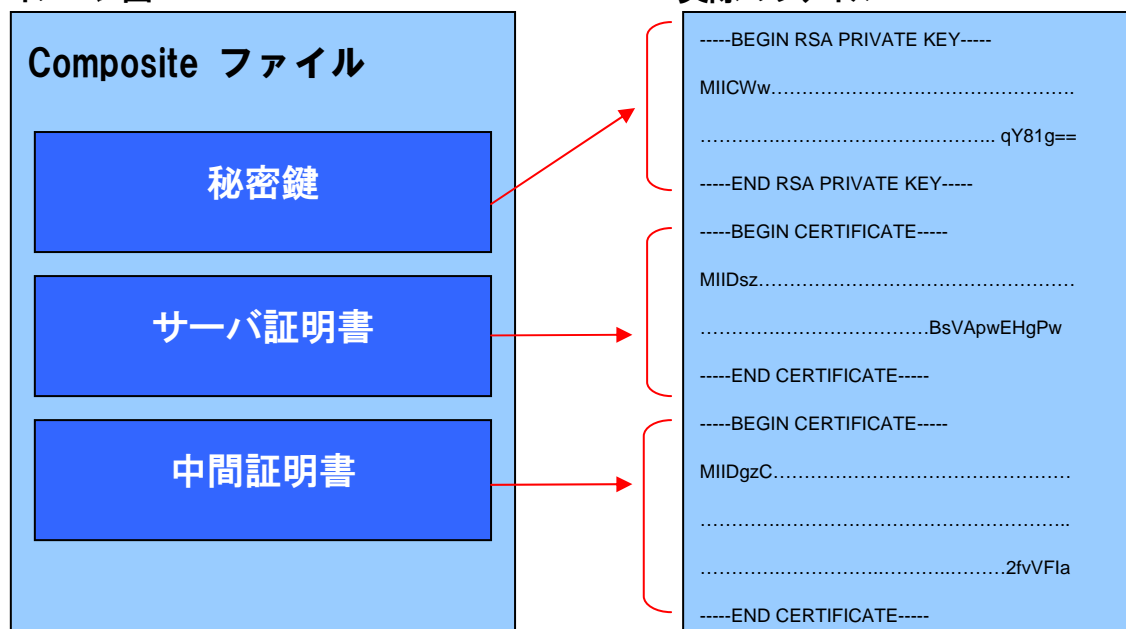 Composite ファイル
秘密鍵
サーバ証明書
中間証明書
-----BEGIN RSA PRIVATE KEY-----
MIICWw……………………………………………
…………..…………………………….. qY81g==
-----END RSA PRIVATE KEY-----
-----BEGIN CERTIFICATE-----
MIIDsz……………………………………………
…………..……………………BsVApwEHgPw
-----END CERTIFICATE-----
-----BEGIN CERTIFICATE-----
MIIDgzC…………………………………………
…………..………………………………………..
…………..……………..………..………2fvVFIa
-----END CERTIFICATE-----